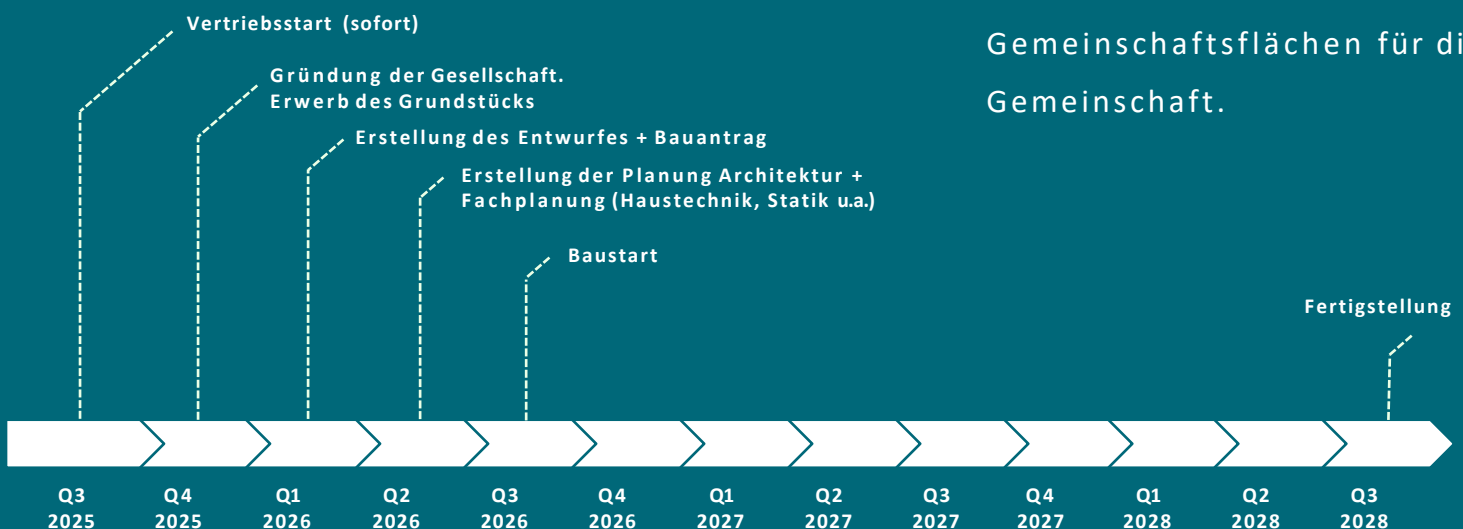 Vertriebsstart (sofort)
Gemeinschaftsflächen für
Gemeinschaft.
Gründung der Gesellschaft.
Erwerb des Grundstücks
Erstellung des Entwurfes + Bauantrag
Erstellung der Planung Architektur +
Fachplanung (Haustechnik, Statik u.a.)
Baustart
Fertigstellung
Q3 Q4 Q1 Q2 Q3 Q4 Q1 Q2 Q3 Q4 Q1 Q2 Q3
2025 2025 2026 2026 2026 2026 2027 2027 2027 2027 2028 2028 2028